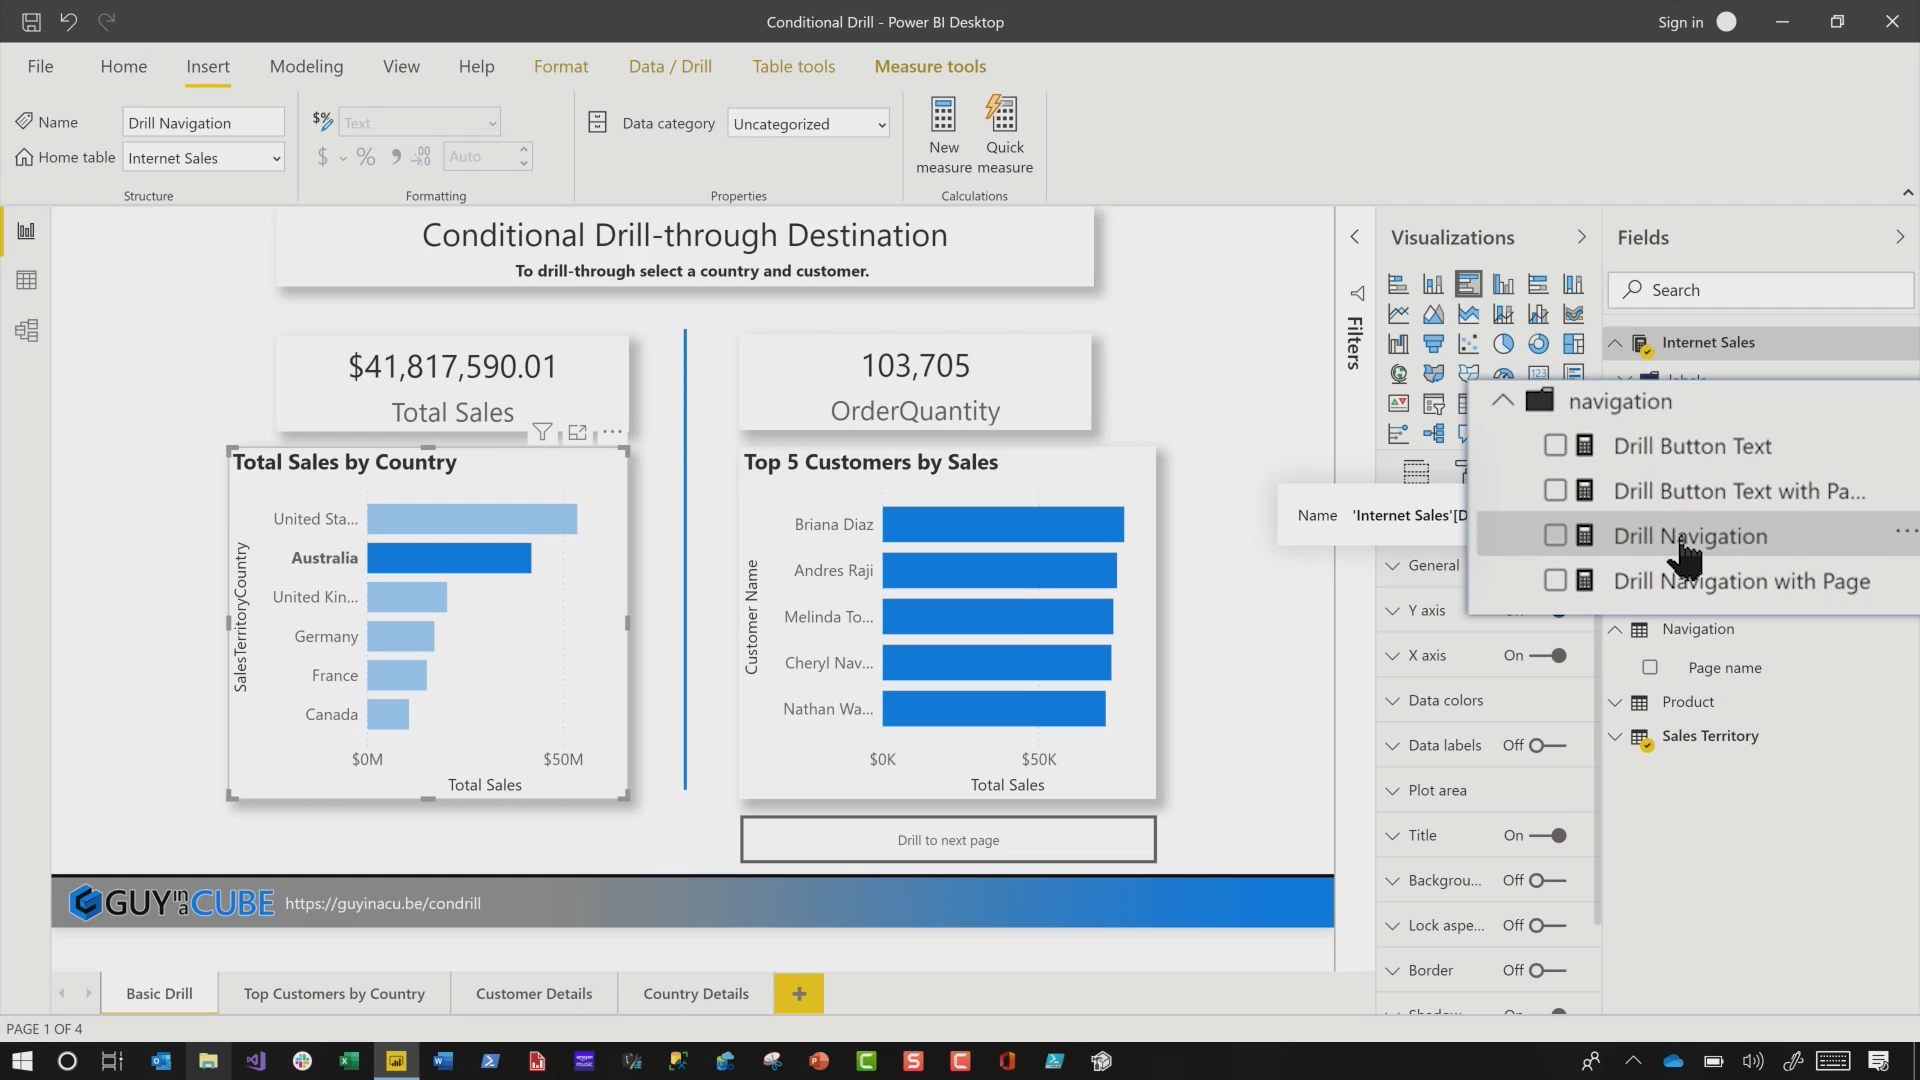 Conditional Drill - Power BI Desktop
Sign in
File
Home
Insert
Modeling
View
Help
Format
Data / Drill
Table tools
Measure tools
Name
Drill Navigation
Home table
Internet Sales
Structure
Text
$ % 9 .00
Auto
Formatting
Data category
Uncategorized
Properties
New measure
Quick measure
Calculations
Conditional Drill-through Destination
To drill-through select a country and customer.
$41,817,590.01
Total Sales
103,705
OrderQuantity
Total Sales by Country
SalesTerritoryCountry
United Sta...
Australia
United Kin...
Germany
France
Canada
$0M
$50M
Total Sales
Top 5 Customers by Sales
Customer Name
Briana Diaz
Andres Raji
Melinda To...
Cheryl Nav...
Nathan Wa...
$0K
$50K
Total Sales
Drill to next page
GUY in a CUBE
https://guyinacu.be/condrill
Filters
Visualizations
Name 'Internet Sales'[D
General
Y axis
X axis On
Data colors
Data labels Off
Plot area
Title On
Backgrou... Off
Lock aspe... Off
Border Off
Fields
Search
Internet Sales
navigation
Drill Button Text
Drill Button Text with Pa...
Drill Navigation
Drill Navigation with Page
Navigation
Page name
Product
Sales Territory
Basic Drill
Top Customers by Country
Customer Details
Country Details
PAGE 1 OF 4